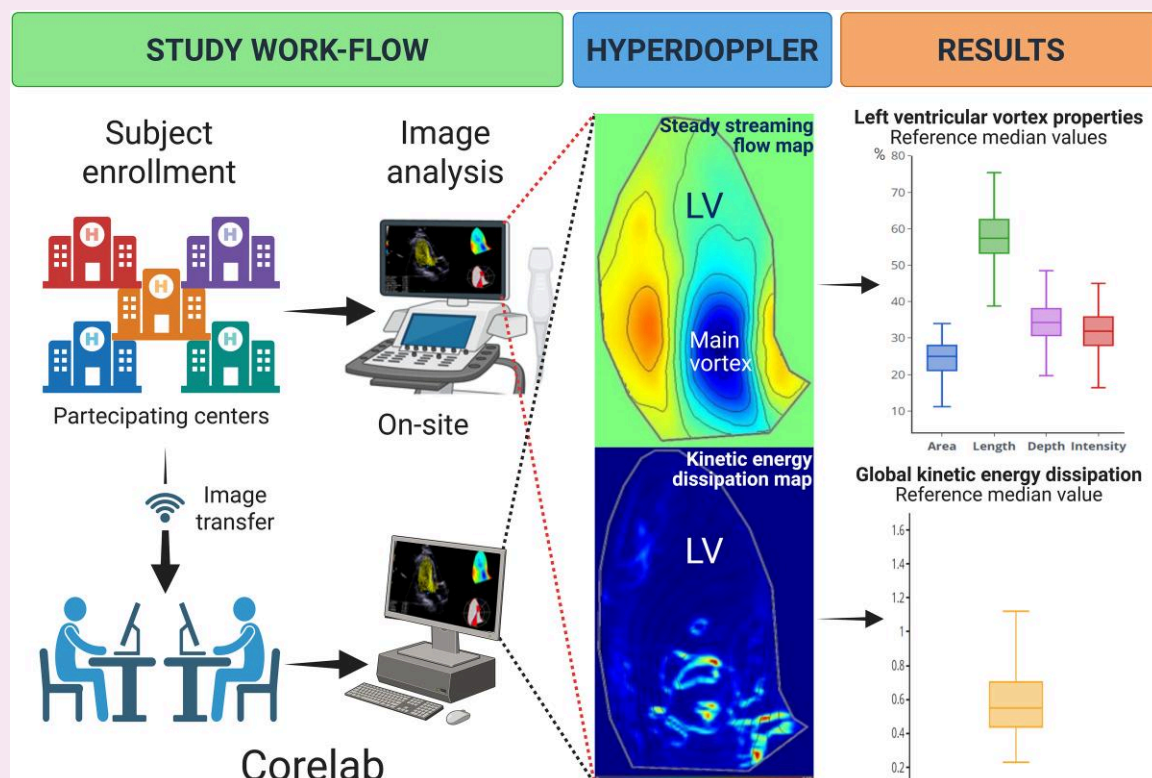 STUDY WORK-FLOW
HYPERDOPPLER
RESULTS
Subject
enrollment
H
H
H
H
H
Partecipating centers
Image
analysis
On-site
Image
transfer
Corelab
Steady streaming
flow map
LV
Main
vortex
Kinetic energy
dissipation map
LV
Left ventricular vortex properties
Reference median values
%
80
70
60
50
40
30
20
10
Area Length Depth Intensity
Global kinetic energy dissipation
Reference median value
1.6
1.4
1.2
1
0.8
0.6
0.4
0.2